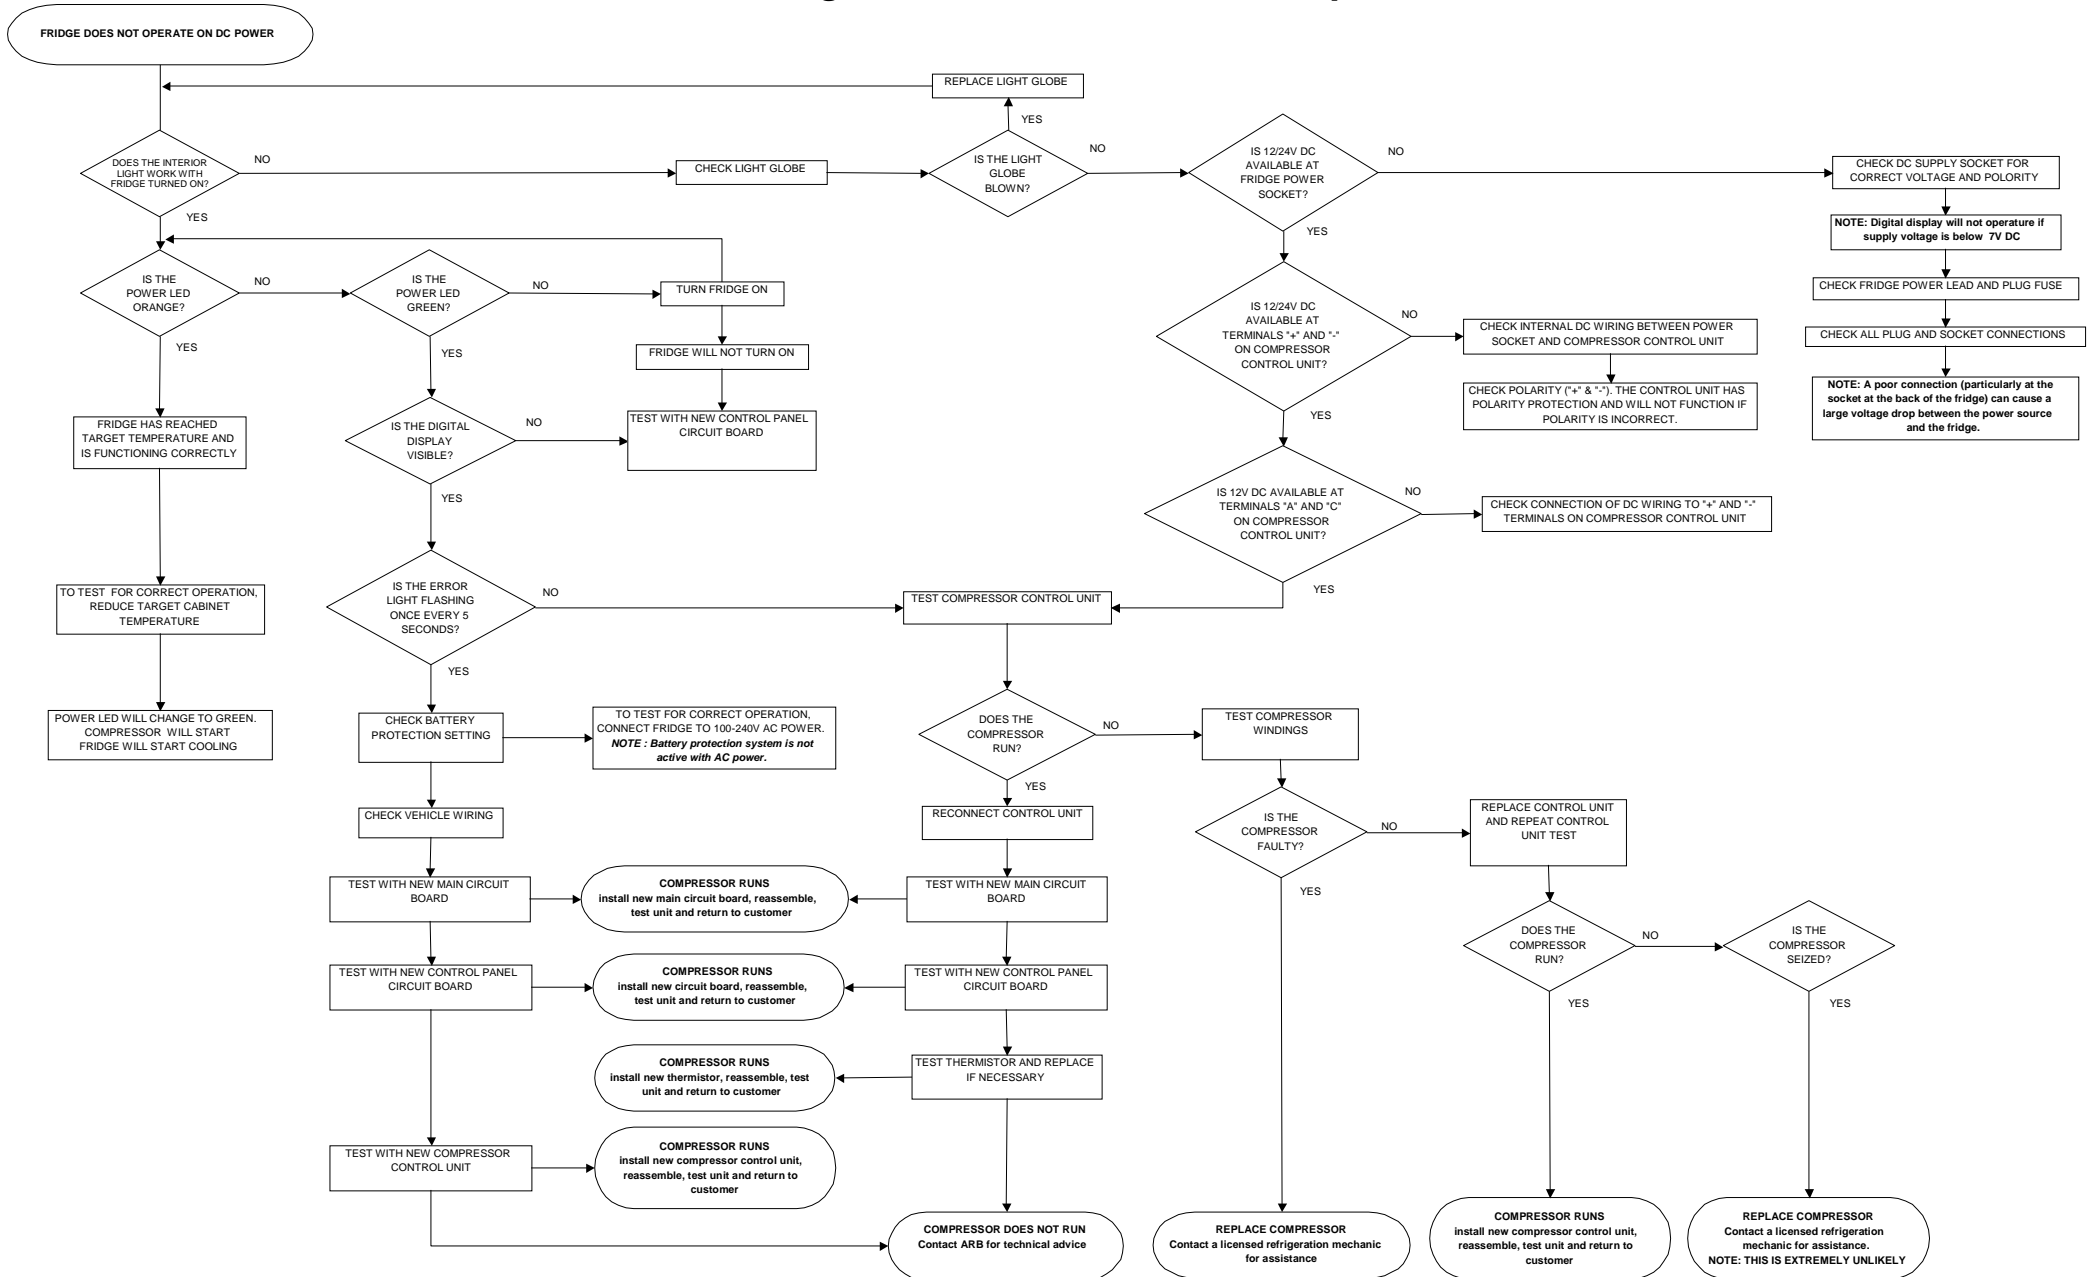 FRIDGE DOES NOT OPERATE ON DC POWER
REPLACE LIGHT GLOBE
YES
DOES THE INTERIOR
LIGHT WORK WITH
FRIDGE TURNED ON?
NO
YES
CHECK LIGHT GLOBE
IS THE LIGHT
GLOBE
BLOWN?
NO
IS 12/24V DC
AVAILABLE AT
FRIDGE POWER
SOCKET?
NO
YES
CHECK DC SUPPLY SOCKET FOR
CORRECT VOLTAGE AND POLORITY
NOTE: Digital display will not operature if
supply voltage is below 7V DC
CHECK FRIDGE POWER LEAD AND PLUG FUSE
CHECK ALL PLUG AND SOCKET CONNECTIONS
NOTE: A poor connection (particularly at the
socket at the back of the fridge) can cause a
large voltage drop between the power source
and the fridge.
IS THE
POWER LED
ORANGE?
NO
YES
IS THE
POWER LED
GREEN?
NO
YES
TURN FRIDGE ON
FRIDGE WILL NOT TURN ON
TEST WITH NEW CONTROL PANEL
CIRCUIT BOARD
IS 12/24V DC
AVAILABLE AT
TERMINALS "+" AND "-"
ON COMPRESSOR
CONTROL UNIT?
NO
YES
CHECK INTERNAL DC WIRING BETWEEN POWER
SOCKET AND COMPRESSOR CONTROL UNIT
CHECK POLARITY ("+" & "-"). THE CONTROL UNIT HAS
POLARITY PROTECTION AND WILL NOT FUNCTION IF
POLARITY IS INCORRECT.
FRIDGE HAS REACHED
TARGET TEMPERATURE AND
IS FUNCTIONING CORRECTLY
IS THE DIGITAL
DISPLAY
VISIBLE?
NO
YES
IS 12V DC AVAILABLE AT
TERMINALS "A" AND "C"
ON COMPRESSOR
CONTROL UNIT?
NO
YES
CHECK CONNECTION OF DC WIRING TO "+" AND "-"
TERMINALS ON COMPRESSOR CONTROL UNIT
TO TEST FOR CORRECT OPERATION,
REDUCE TARGET CABINET
TEMPERATURE
IS THE ERROR
LIGHT FLASHING
ONCE EVERY 5
SECONDS?
NO
YES
TEST COMPRESSOR CONTROL UNIT
POWER LED WILL CHANGE TO GREEN.
COMPRESSOR WILL START
FRIDGE WILL START COOLING
CHECK BATTERY
PROTECTION SETTING
TO TEST FOR CORRECT OPERATION,
CONNECT FRIDGE TO 100-240V AC POWER.
NOTE : Battery protection system is not
active with AC power.
DOES THE
COMPRESSOR
RUN?
NO
YES
TEST COMPRESSOR
WINDINGS
CHECK VEHICLE WIRING
RECONNECT CONTROL UNIT
IS THE
COMPRESSOR
FAULTY?
NO
YES
REPLACE CONTROL UNIT
AND REPEAT CONTROL
UNIT TEST
TEST WITH NEW MAIN CIRCUIT
BOARD
COMPRESSOR RUNS
install new main circuit board, reassemble,
test unit and return to customer
TEST WITH NEW MAIN CIRCUIT
BOARD
DOES THE
COMPRESSOR
RUN?
NO
YES
IS THE
COMPRESSOR
SEIZED?
YES
TEST WITH NEW CONTROL PANEL
CIRCUIT BOARD
COMPRESSOR RUNS
install new circuit board, reassemble,
test unit and return to customer
TEST WITH NEW CONTROL PANEL
CIRCUIT BOARD
COMPRESSOR RUNS
install new thermistor, reassemble, test
unit and return to customer
TEST THERMISTOR AND REPLACE
IF NECESSARY
TEST WITH NEW COMPRESSOR
CONTROL UNIT
COMPRESSOR RUNS
install new compressor control unit,
reassemble, test unit and return to
customer
COMPRESSOR DOES NOT RUN
Contact ARB for technical advice
REPLACE COMPRESSOR
Contact a licensed refrigeration mechanic
for assistance
COMPRESSOR RUNS
install new compressor control unit,
reassemble, test unit and return to
customer
REPLACE COMPRESSOR
Contact a licensed refrigeration
mechanic for assistance.
NOTE: THIS IS EXTREMELY UNLIKELY